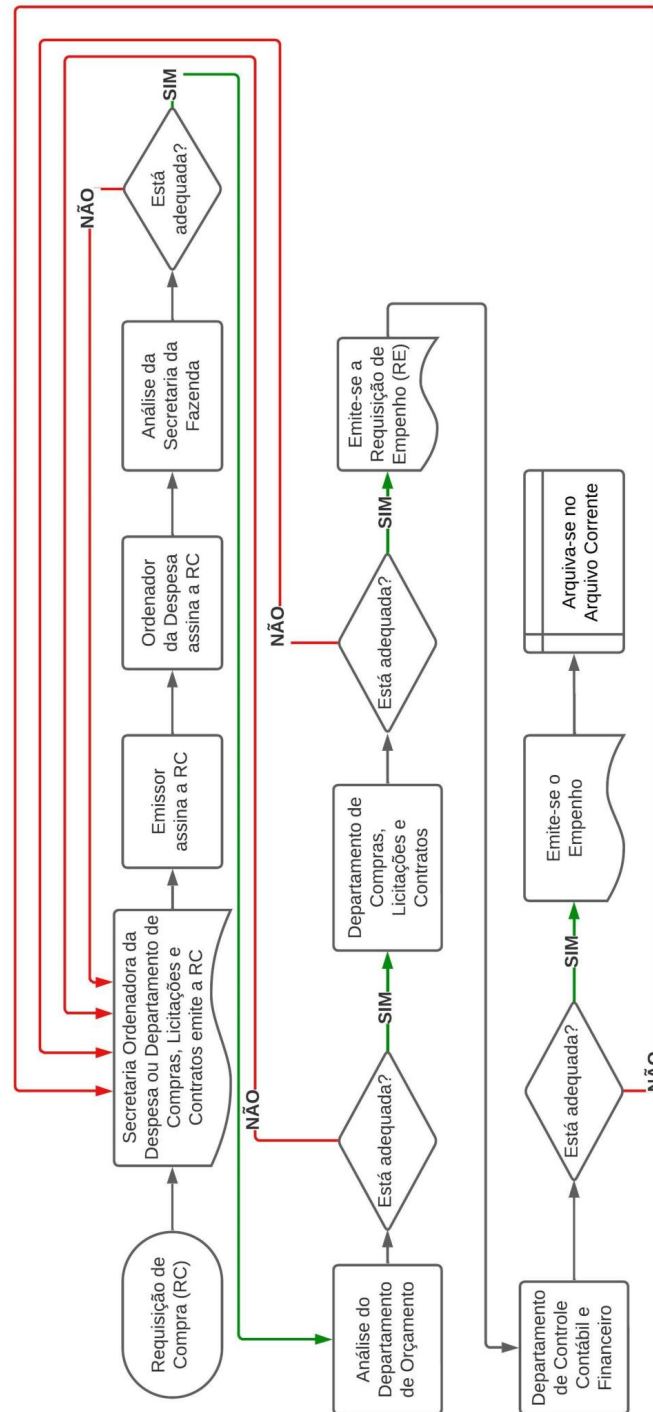 Requisição de
Compra (RC)
Secretaria Ordenadora da
Despesa ou Departamento de
Compras, Licitações e
Contratos emite a RC
Emissor
assina a RC
Ordenador
da Despesa
assina a RC
Análise da
Secretaria da
Fazenda
Está
adequada?
NÃO
SIM
Análise do
Departamento
de Orçamento
Está adequada?
NÃO
SIM
Departamento de
Compras,
Licitações e
Contratos
Está adequada?
NÃO
SIM
Emite-se a
Requisição de
Empenho (RE)
Departamento
de Controle
Contábil e
Financeiro
Está adequada?
NÃO
SIM
Emite-se o
Empenho
Arquiva-se no
Arquivo Corrente